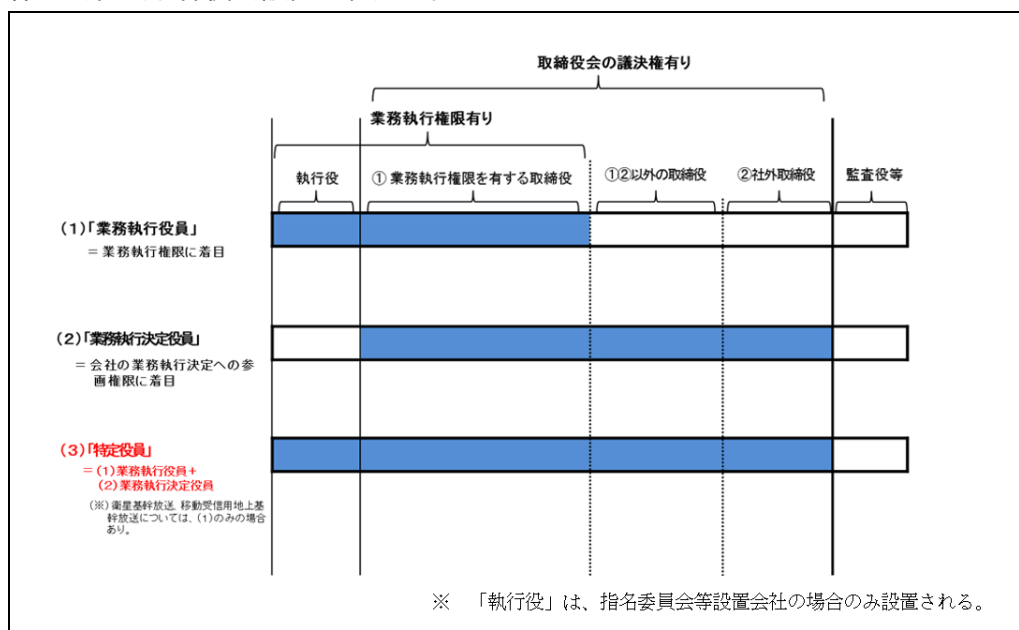 取締役会の議決権有り
業務執行権限有り
執行役
①業務執行権限を有する取締役
①②以外の取締役
②社外取締役
監査役等
(1)「業務執行役員」
＝業務執行権限に着目
(2)「業務執行決定役員」
＝会社の業務執行決定への参
画権限に着目
(3)「特定役員」
＝(1)業務執行役員＋
(2)業務執行決定役員
(※)衛星基幹放送、移動受信用地上基
幹放送については、(1)のみの場合
あり。
※　「執行役」は、指名委員会等設置会社の場合のみ設置される。